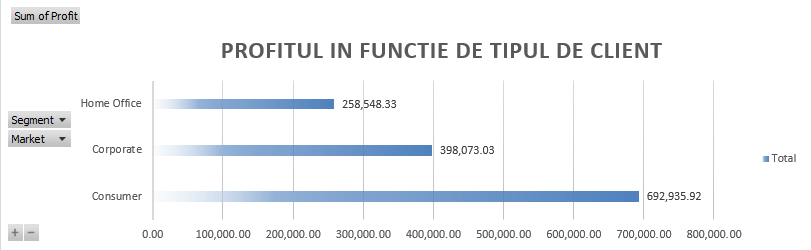 Sum of Profit
PROFITUL IN FUNCTIE DE TIPUL DE CLIENT
Home Office
258,548.33
Segment
Market
Corporate
398,073.03
Total
Consumer
692,935.92
0.00 100,000.00 200,000.00 300,000.00 400,000.00 500,000.00 600,000.00 700,000.00 800,000.00
+ −